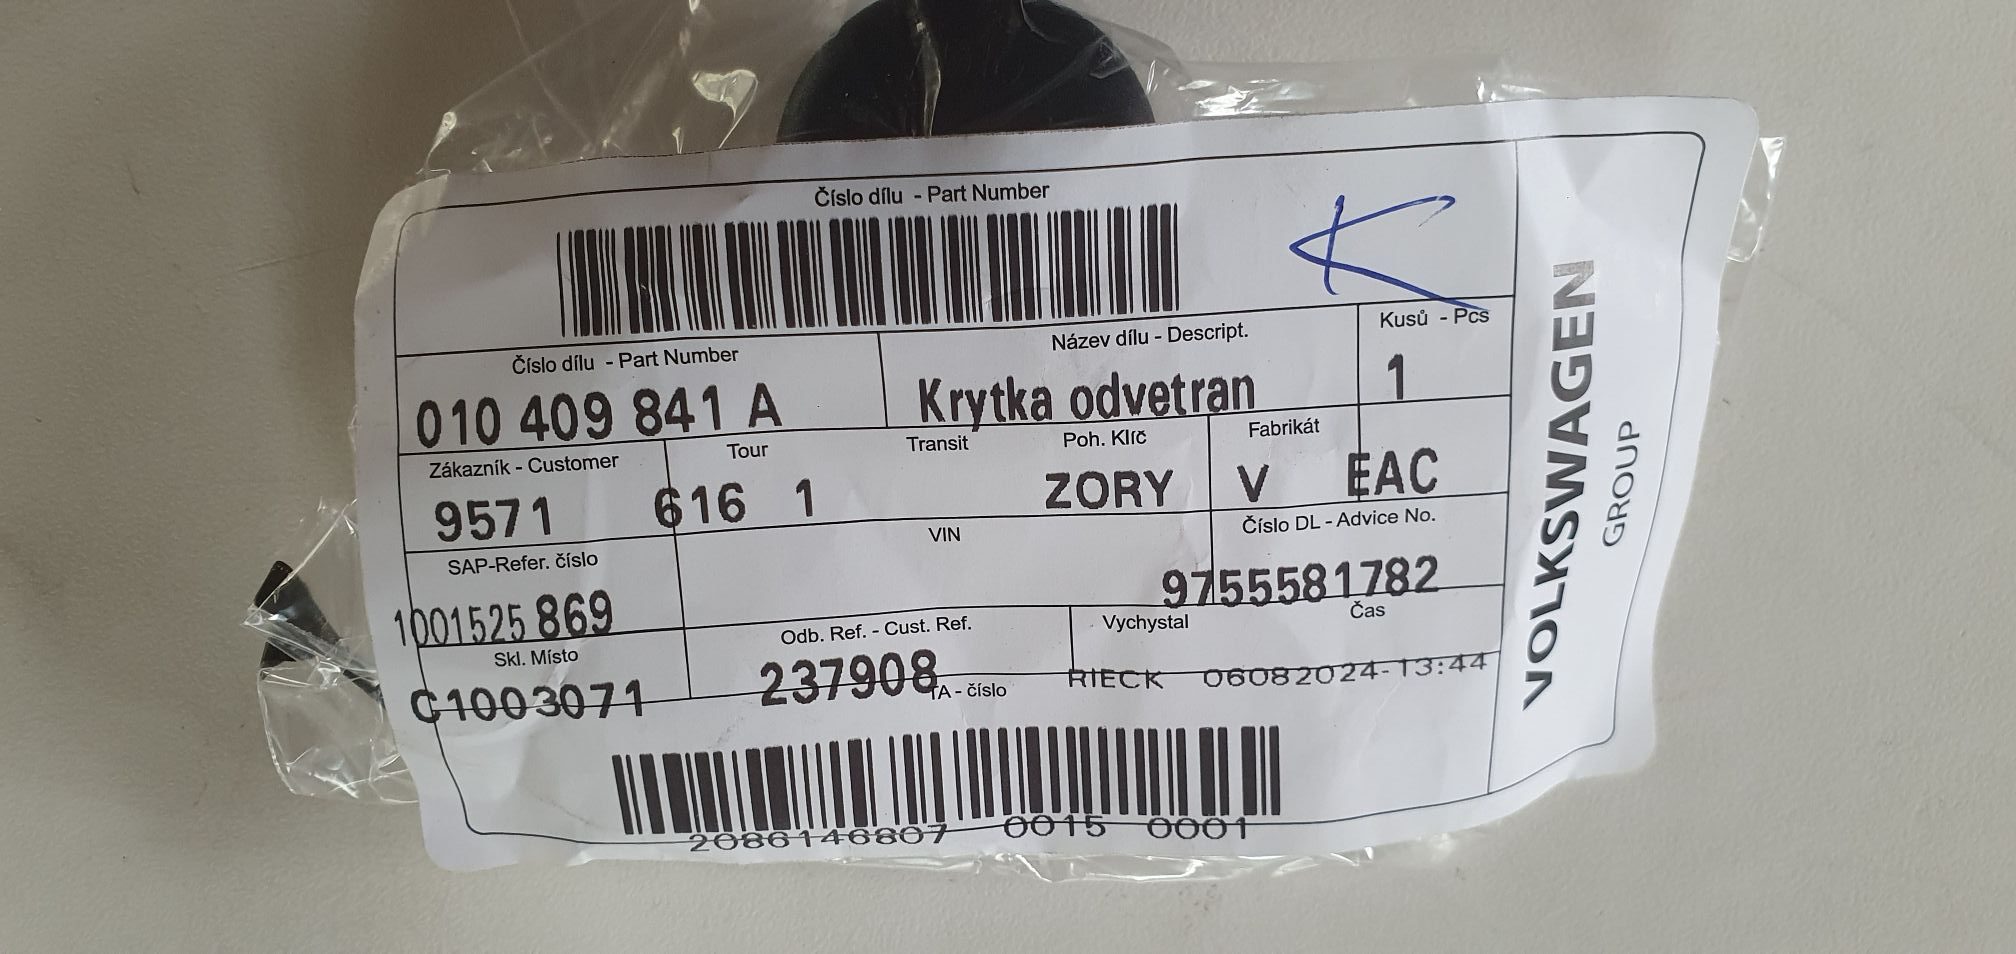 Číslo dílu - Part Number
K
Číslo dílu - Part Number
Název dílu - Descript.
Kusů - Pcs
010 409 841 A
Krytka odvetran
1
Zákazník - Customer
Tour
Transit
Poh. Klíč
Fabrikát
9571
616 1
ZORY
V EAC
SAP-Refer. číslo
VIN
Číslo DL - Advice No.
1001525 869
9755581782
Skl. Místo
Odb. Ref. - Cust. Ref.
Vychystal
Čas
C1003071
237908
RIECK 06082024-13:44
TA - číslo
2086146807 0015 0001
VOLKSWAGEN
GROUP